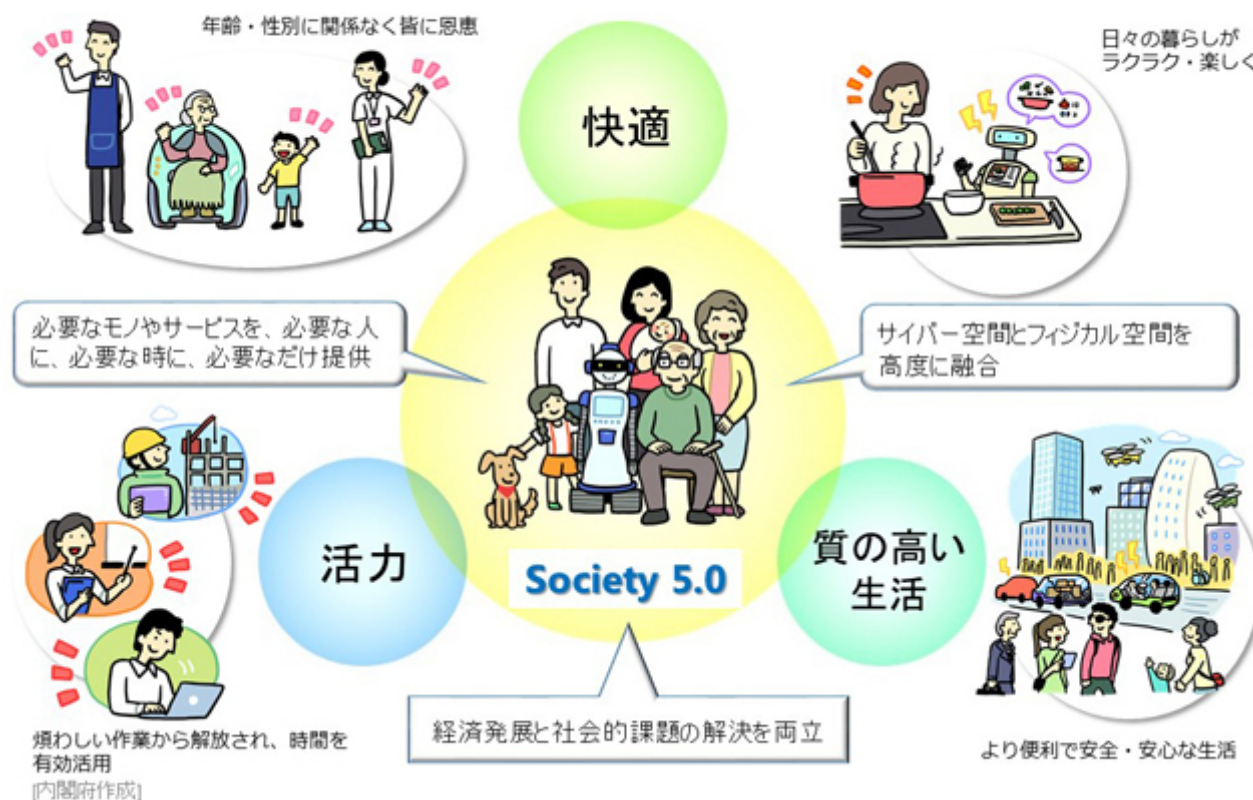 年齢・性別に関係なく皆に恩恵
日々の暮らしが
ラクラク・楽しく
快適
必要なモノやサービスを、必要な人
に、必要な時に、必要なだけ提供
サイバー空間とフィジカル空間を
高度に融合
活力
質の高い
生活
Society 5.0
経済発展と社会的課題の解決を両立
煩わしい作業から解放され、時間を
有効活用
[内閣府作成]
より便利で安全・安心な生活